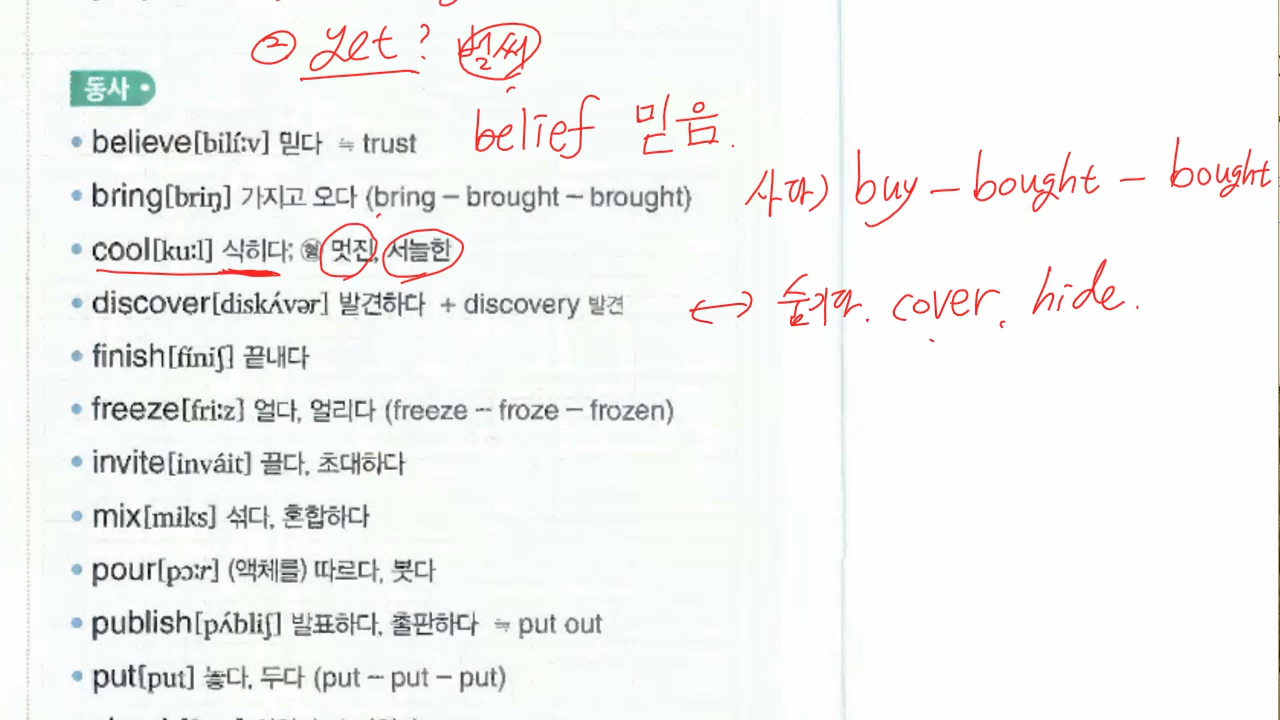 ② yet? 벌써
동사
believe[bilíːv] 믿다 ≒ trust
belief 믿음.
bring[briŋ] 가지고 오다 (bring – brought – brought)
사다) buy – bought – bought
cool[kuːl] 식히다; 형 멋진, 서늘한
discover[diskʌ́vər] 발견하다 + discovery 발견
↔ 숨기다. cover. hide.
finish[fíniʃ] 끝내다
freeze[friːz] 얼다, 얼리다 (freeze – froze – frozen)
invite[inváit] 끌다, 초대하다
mix[miks] 섞다, 혼합하다
pour[pɔːr] (액체를) 따르다, 붓다
publish[pʌ́bliʃ] 발표하다, 출판하다 ≒ put out
put[put] 놓다, 두다 (put – put – put)